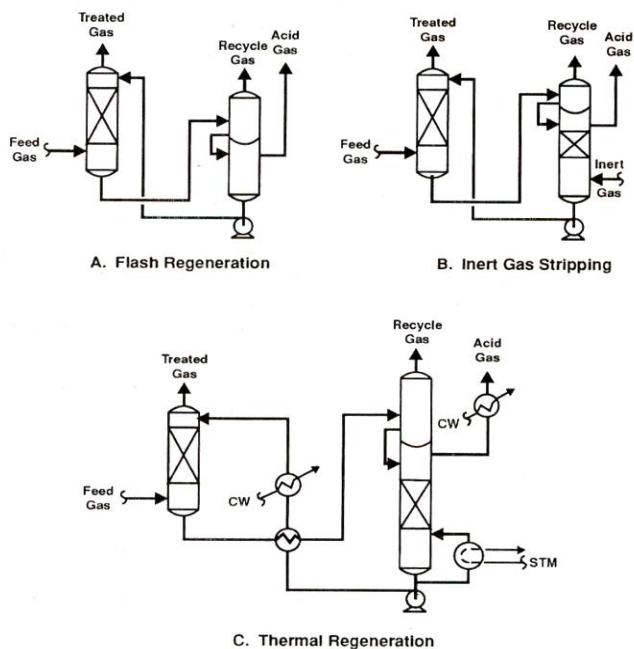 Treated
Gas
Recycle
Gas
Acid
Gas
Feed
Gas
A. Flash Regeneration
Treated
Gas
Recycle
Gas
Acid
Gas
Feed
Gas
Inert
Gas
B. Inert Gas Stripping
Treated
Gas
Recycle
Gas
Acid
Gas
CW
Feed
Gas
CW
STM
C. Thermal Regeneration